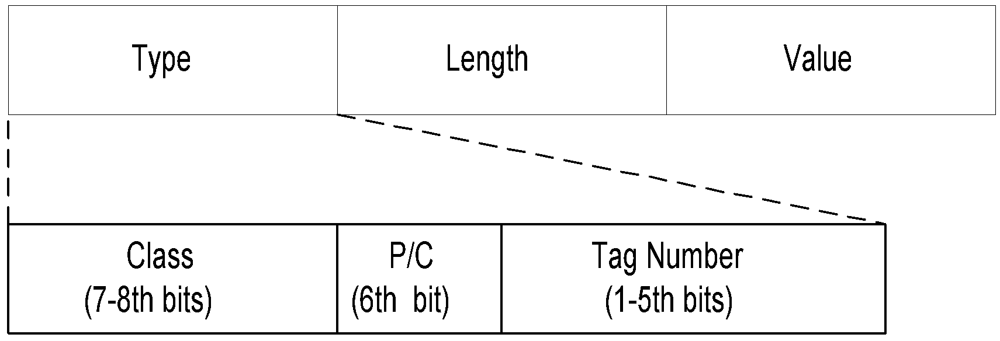 Type Length Value
Class P/C Tag Number
(7-8th bits) (6th bit) (1-5th bits)